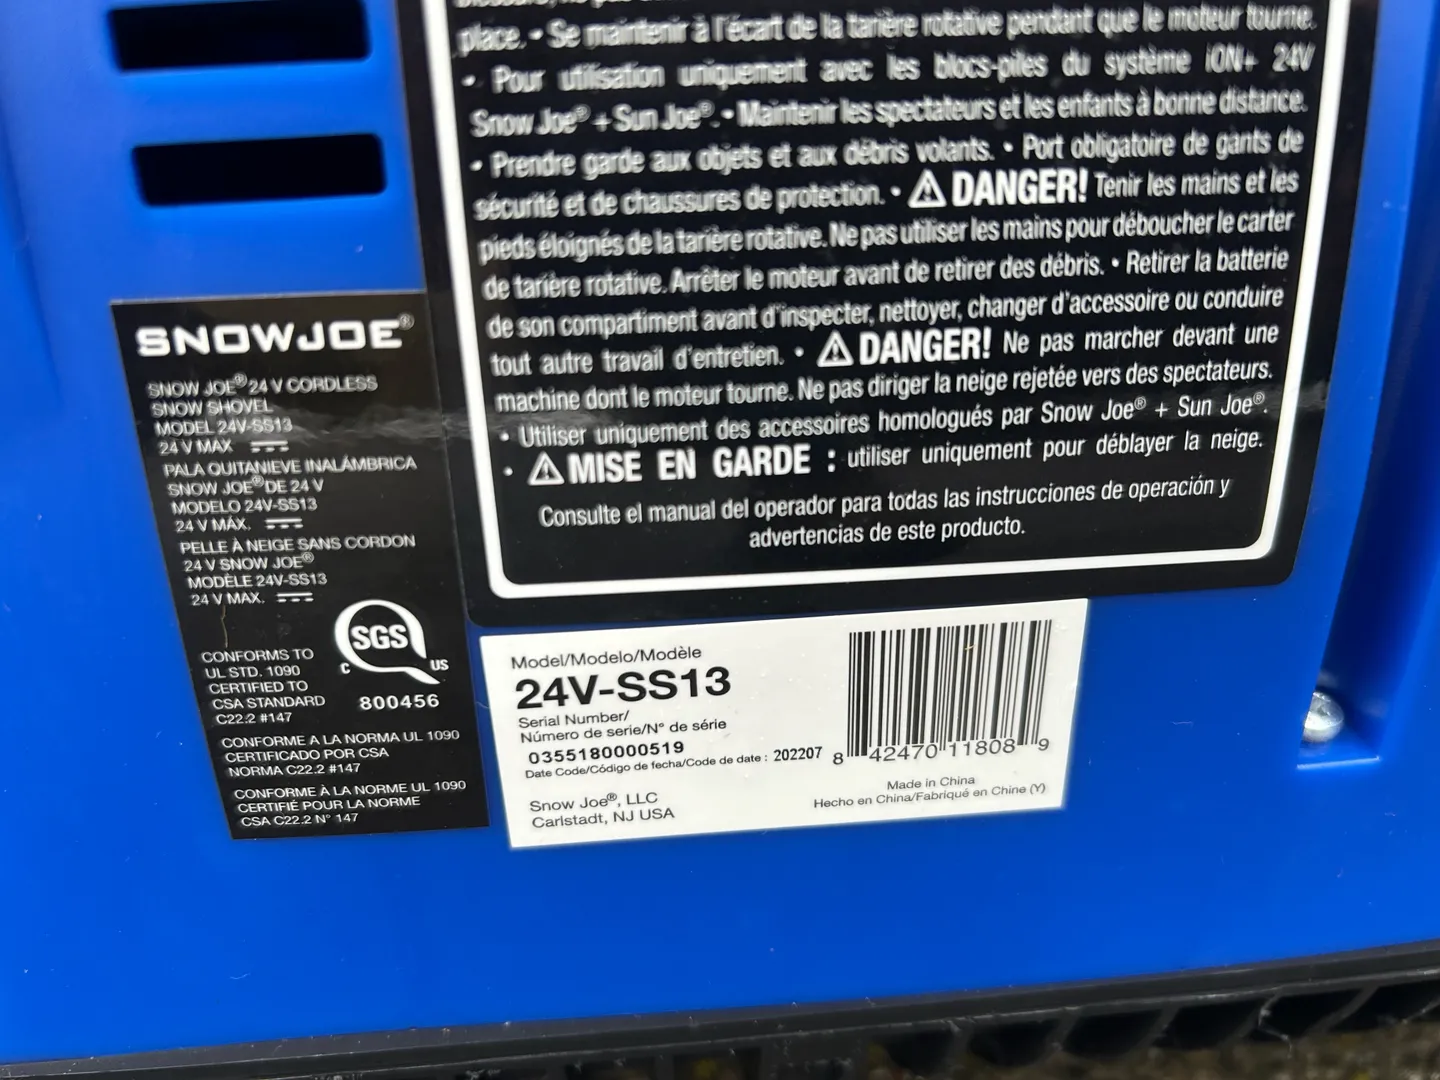 place. • Se maintenir à l'écart de la tarière rotative pendant que le moteur tourne.
• Pour utilisation uniquement avec les blocs-piles du système iON+ 24V
Snow Joe® + Sun Joe®. • Maintenir les spectateurs et les enfants à bonne distance.
• Prendre garde aux objets et aux débris volants. • Port obligatoire de gants de
sécurité et de chaussures de protection. • ⚠ DANGER! Tenir les mains et les
pieds éloignés de la tarière rotative. Ne pas utiliser les mains pour déboucher le carter
de tarière rotative. Arrêter le moteur avant de retirer des débris. • Retirer la batterie
de son compartiment avant d'inspecter, nettoyer, changer d'accessoire ou conduire
tout autre travail d'entretien. • ⚠ DANGER! Ne pas marcher devant une
machine dont le moteur tourne. Ne pas diriger la neige rejetée vers des spectateurs.
• Utiliser uniquement des accessoires homologués par Snow Joe® + Sun Joe®.
• ⚠ MISE EN GARDE : utiliser uniquement pour déblayer la neige.
Consulte el manual del operador para todas las instrucciones de operación y
advertencias de este producto.
SNOWJOE®
SNOW JOE® 24 V CORDLESS
SNOW SHOVEL
MODEL 24V-SS13
24 V MAX
PALA QUITANIEVE INALÁMBRICA
SNOW JOE® DE 24 V
MODELO 24V-SS13
24 V MÁX.
PELLE À NEIGE SANS CORDON
24 V SNOW JOE®
MODÈLE 24V-SS13
24 V MAX.
SGS
C US
800456
CONFORMS TO
UL STD. 1090
CERTIFIED TO
CSA STANDARD
C22.2 #147
CONFORME A LA NORMA UL 1090
CERTIFICADO POR CSA
NORMA C22.2 #147
CONFORME À LA NORME UL 1090
CERTIFIÉ POUR LA NORME
CSA C22.2 N° 147
Model/Modelo/Modèle
24V-SS13
Serial Number/
Número de serie/N° de série
0355180000519
Date Code/Código de fecha/Code de date : 202207
Snow Joe®, LLC
Carlstadt, NJ USA
8 42470 11808 9
Made in China
Hecho en China/Fabriqué en Chine (Y)